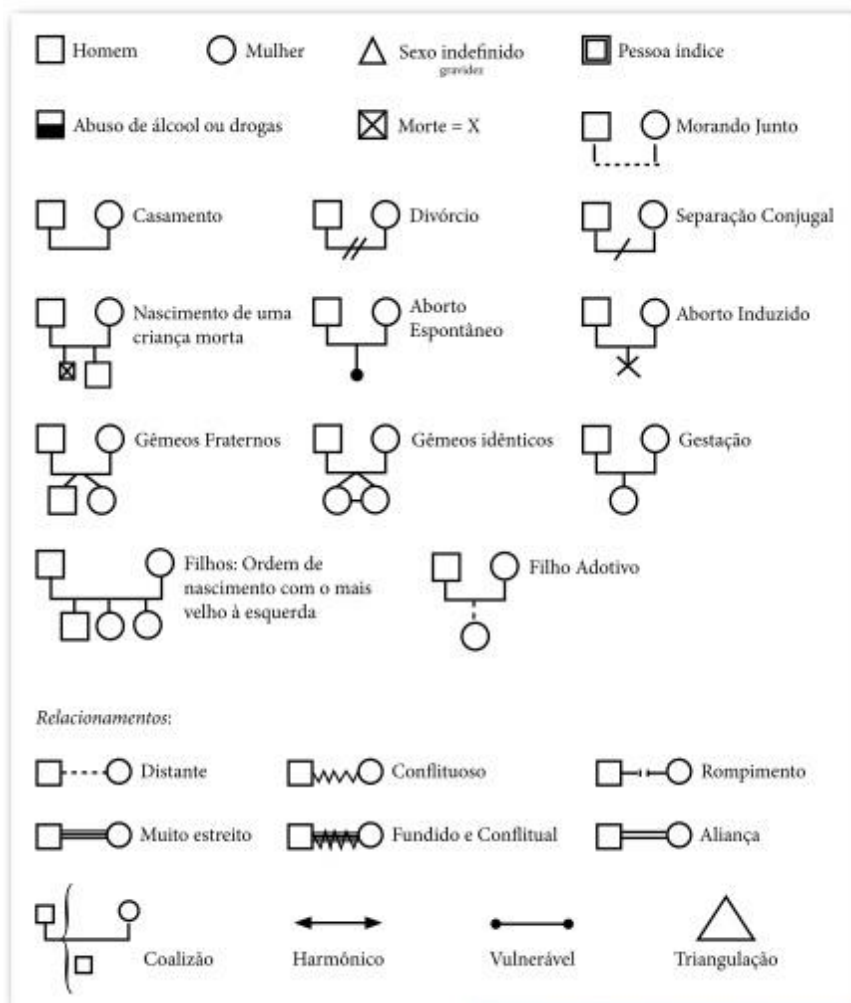 Homem
Mulher
Sexo indefinido
gravidez
Pessoa índice
Abuso de álcool ou drogas
Morte = X
Morando Junto
Casamento
Divórcio
Separação Conjugal
Nascimento de uma
criança morta
Aborto
Espontâneo
Aborto Induzido
Gêmeos Fraternos
Gêmeos idênticos
Gestação
Filhos: Ordem de
nascimento com o mais
velho à esquerda
Filho Adotivo
Relacionamentos:
Distante
Conflituoso
Rompimento
Muito estreito
Fundido e Conflitual
Aliança
Coalizão
Harmônico
Vulnerável
Triangulação